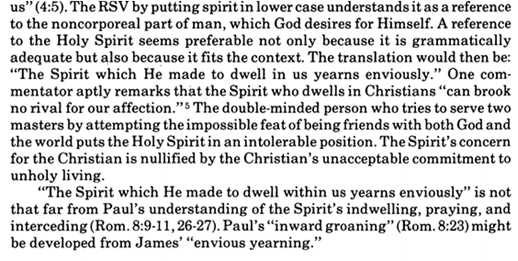 us” (4:5). The RSV by putting spirit in lower case understands it as a reference
to the noncorporeal part of man, which God desires for Himself. A reference
to the Holy Spirit seems preferable not only because it is grammatically
adequate but also because it fits the context. The translation would then be:
“The Spirit which He made to dwell in us yearns enviously.” One com-
mentator aptly remarks that the Spirit who dwells in Christians “can brook
no rival for our affection.”⁵ The double-minded person who tries to serve two
masters by attempting the impossible feat of being friends with both God and
the world puts the Holy Spirit in an intolerable position. The Spirit’s concern
for the Christian is nullified by the Christian’s unacceptable commitment to
unholy living.
“The Spirit which He made to dwell within us yearns enviously” is not
that far from Paul’s understanding of the Spirit’s indwelling, praying, and
interceding (Rom. 8:9-11, 26-27). Paul’s “inward groaning” (Rom. 8:23) might
be developed from James’ “envious yearning.”